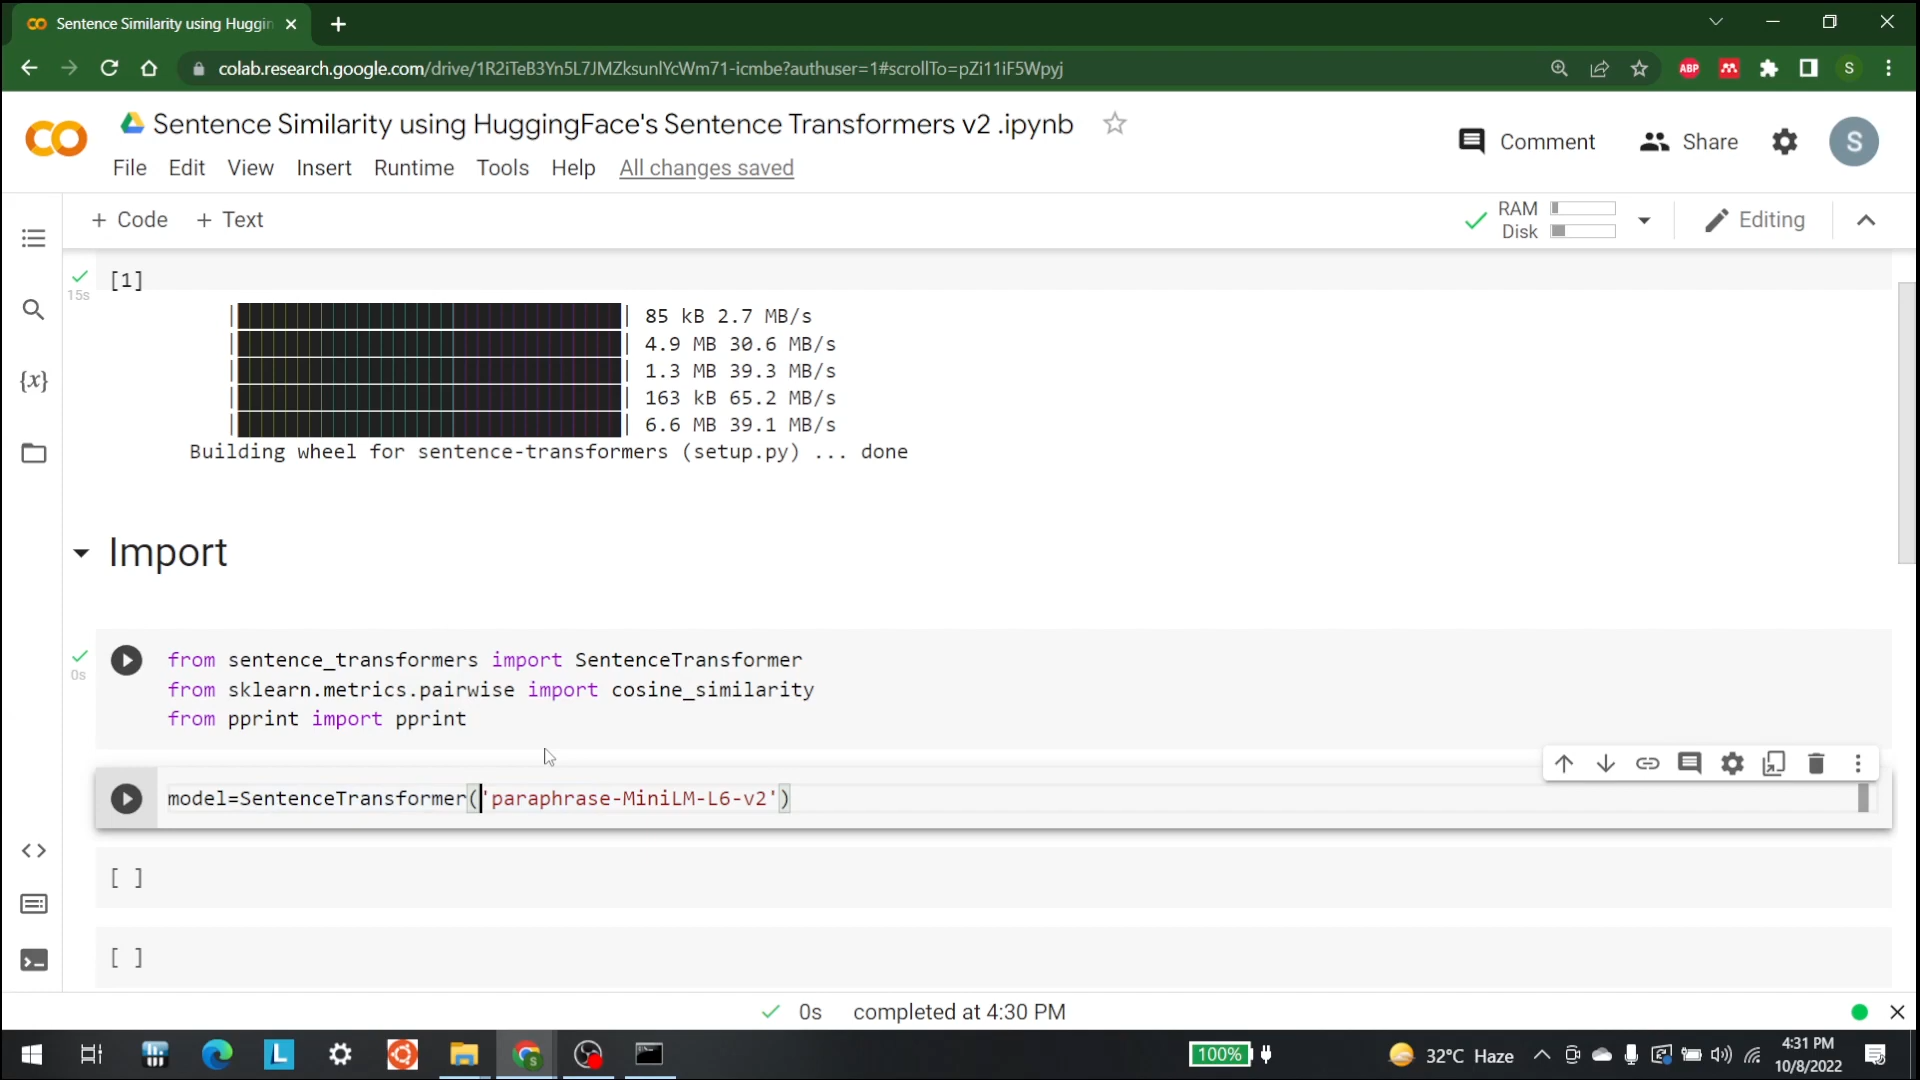 Sentence Similarity using Huggin
colab.research.google.com/drive/1R2iTeB3Yn5L7JMZksunlYcWm71-icmbe?authuser=1#scrollTo=pZi11iF5Wpyj
ABP
S
Sentence Similarity using HuggingFace's Sentence Transformers v2 .ipynb
Comment
Share
S
File Edit View Insert Runtime Tools Help All changes saved
+ Code + Text
RAM
Disk
Editing
[1]
15s
85 kB 2.7 MB/s
4.9 MB 30.6 MB/s
1.3 MB 39.3 MB/s
163 kB 65.2 MB/s
6.6 MB 39.1 MB/s
Building wheel for sentence-transformers (setup.py) ... done
Import
0s
from sentence_transformers import SentenceTransformer
from sklearn.metrics.pairwise import cosine_similarity
from pprint import pprint
model=SentenceTransformer('paraphrase-MiniLM-L6-v2')
[ ]
[ ]
0s completed at 4:30 PM
L
100%
32°C Haze
4:31 PM
10/8/2022